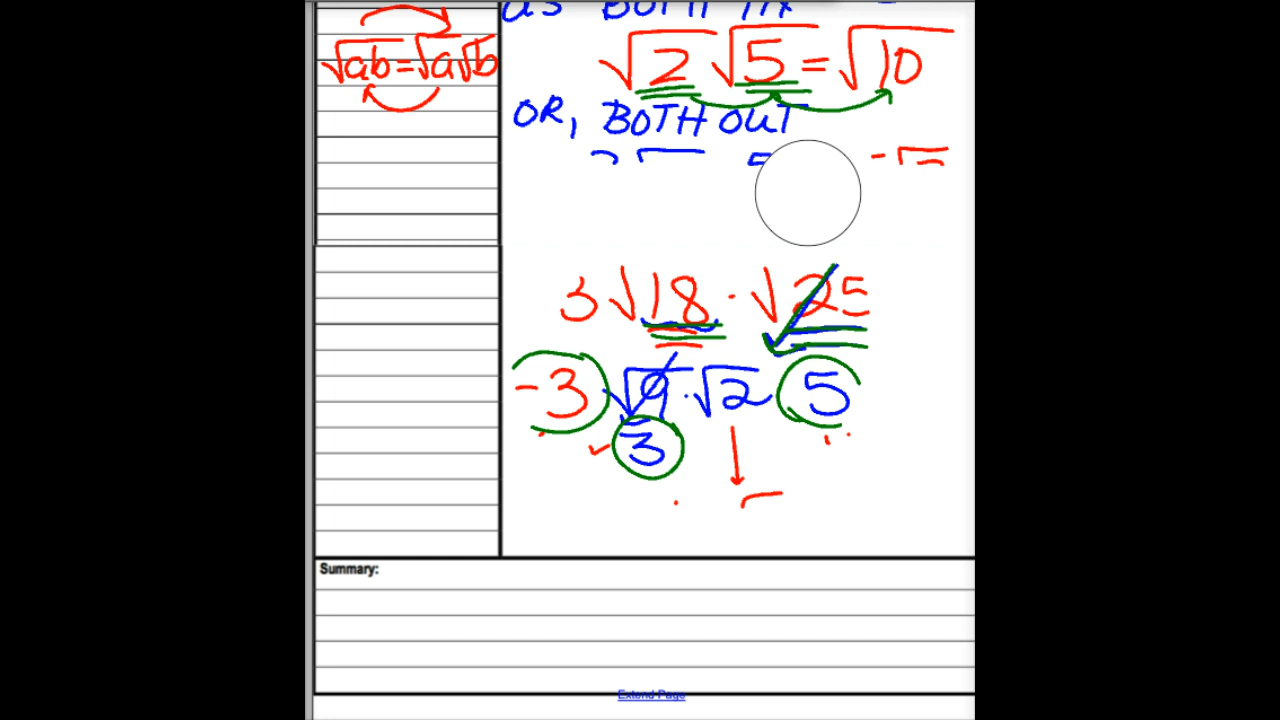 √ab = √a √b
√2 √5 = √10
OR, BOTH OUT
3 √18 · √25
-3 √9 · √2 5
3
Summary:
Extend Page